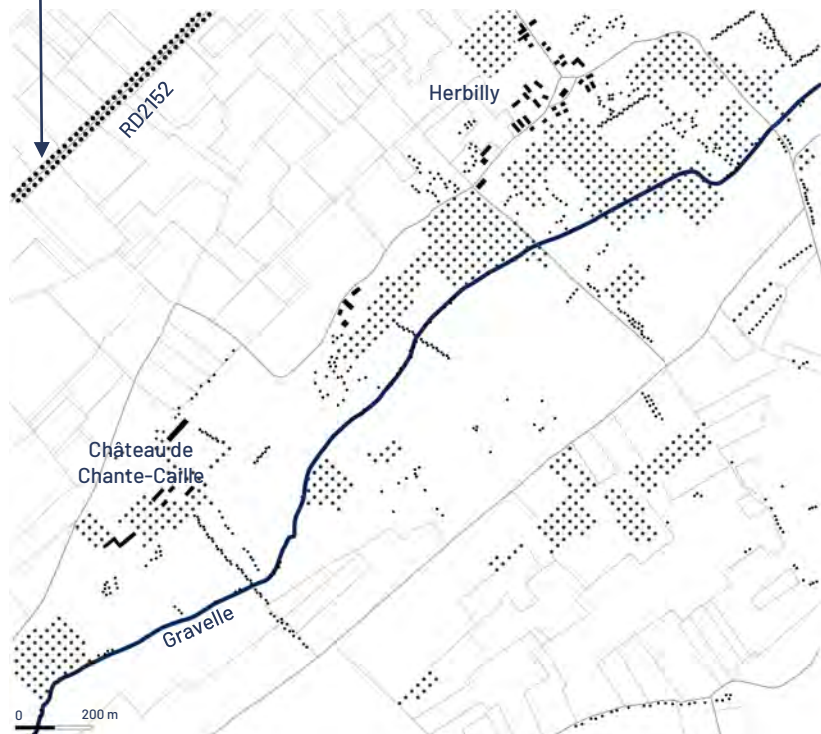 RD2152
Herbilly
Château de
Chante-Caille
Gravelle
0 200 m